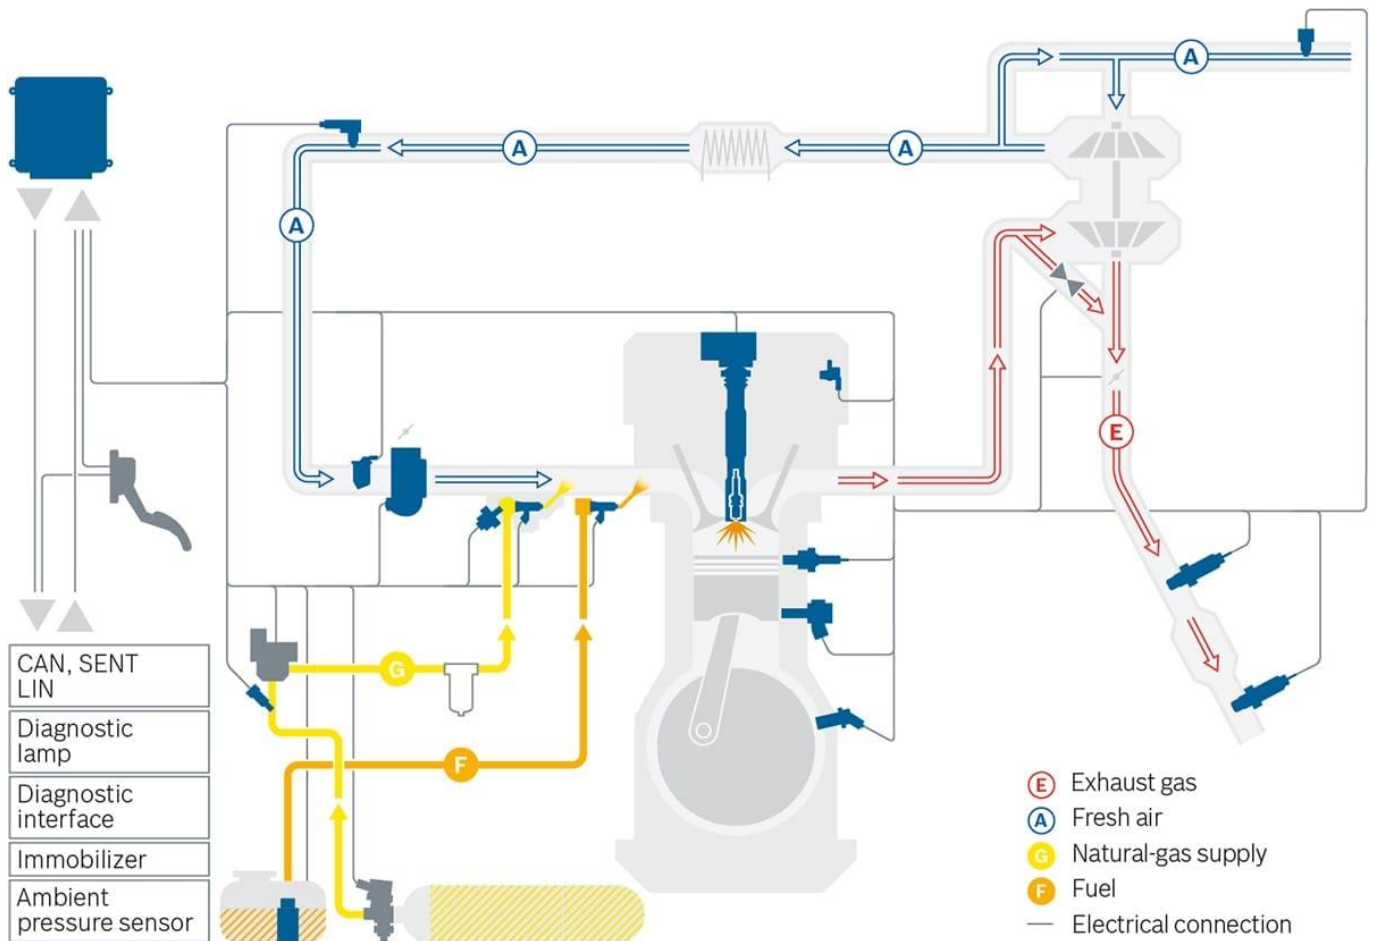 A
A
A
A
E
G
F
CAN, SENT
LIN
Diagnostic
lamp
Diagnostic
interface
Immobilizer
Ambient
pressure sensor
E Exhaust gas
A Fresh air
G Natural-gas supply
F Fuel
Electrical connection